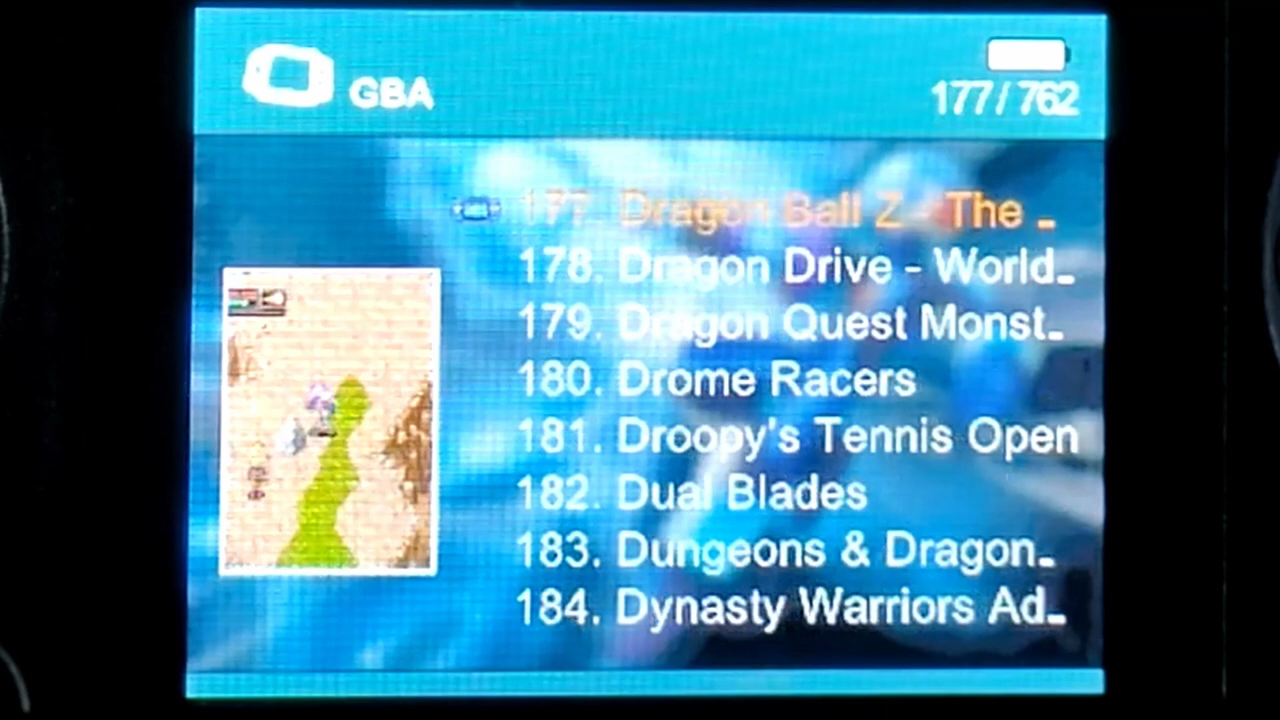 GBA
177/762
177. Dragon Ball Z - The
178. Dragon Drive - World
179. Dragon Quest Monst
180. Drome Racers
181. Droopy's Tennis Open
182. Dual Blades
183. Dungeons & Dragon
184. Dynasty Warriors Ad